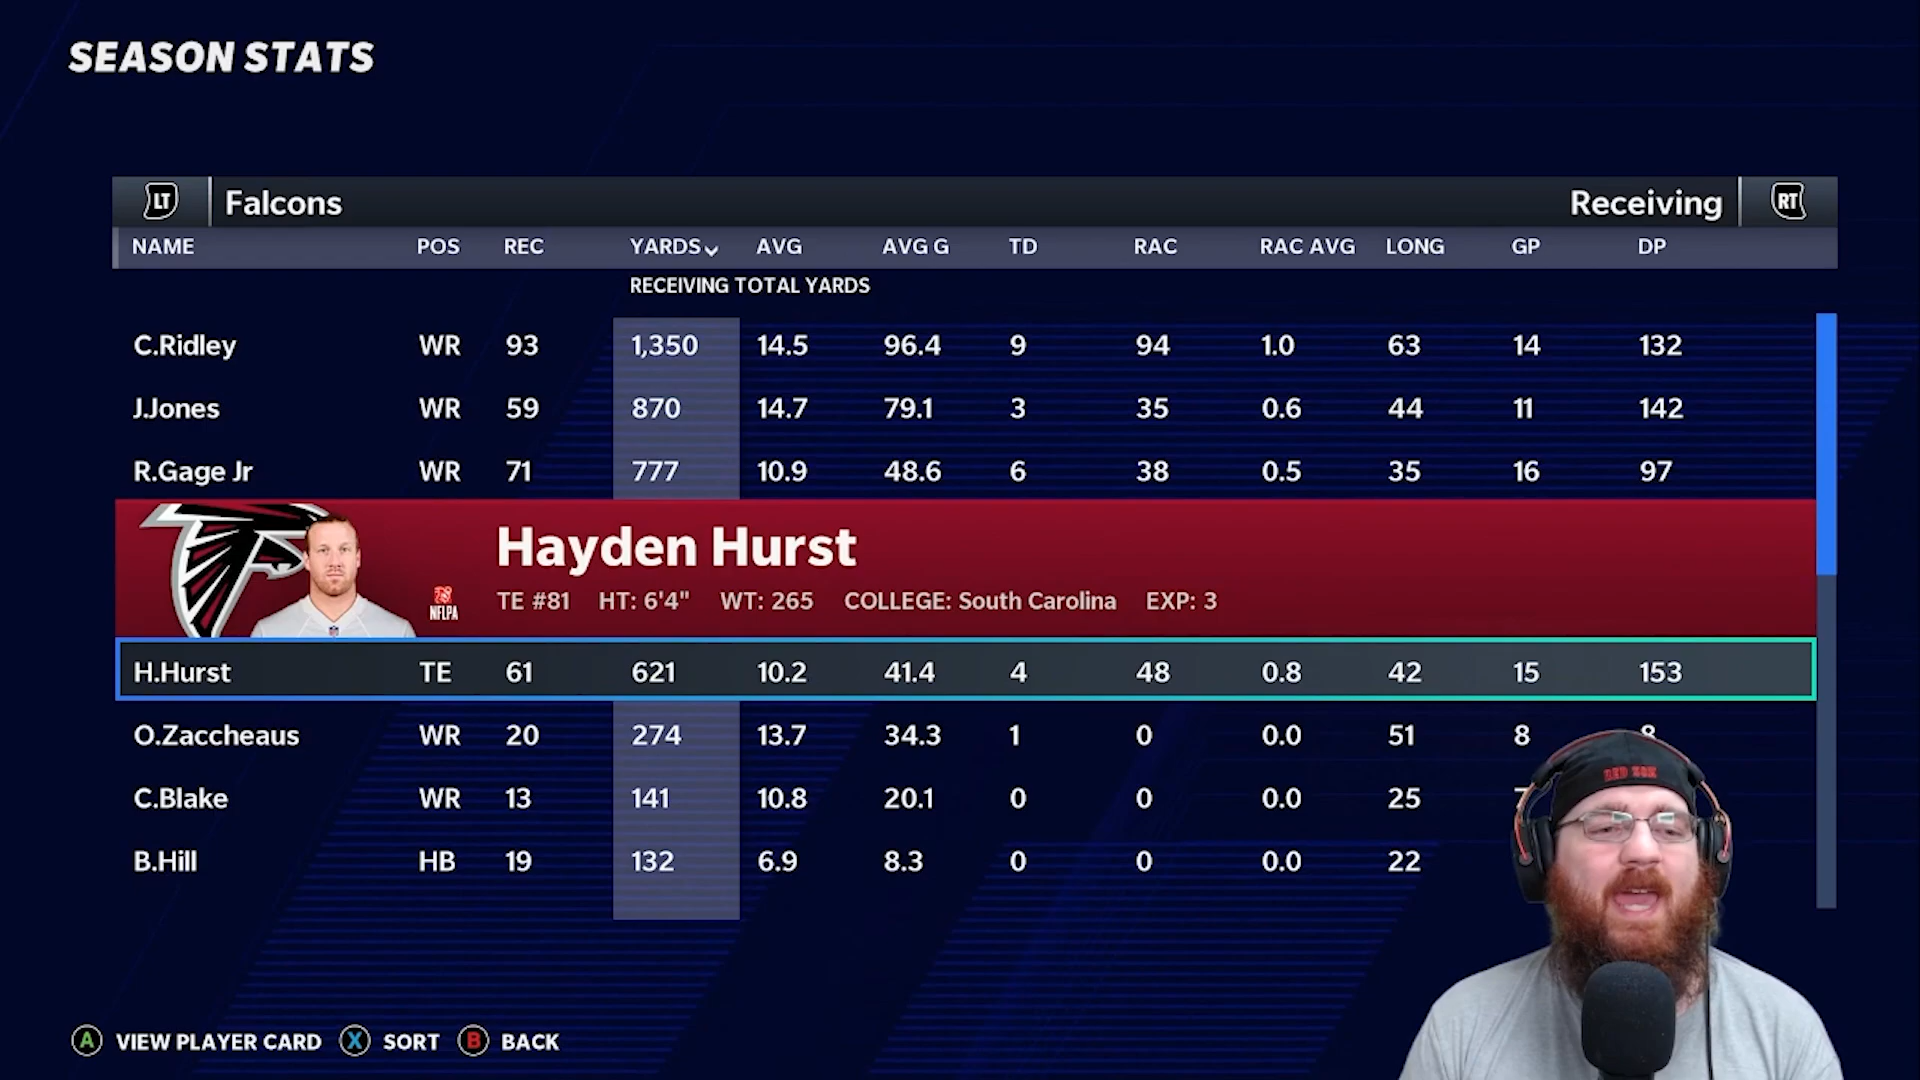 SEASON STATS
LT Falcons Receiving RT
NAME POS REC YARDS AVG AVG G TD RAC RAC AVG LONG GP DP
RECEIVING TOTAL YARDS
C.Ridley WR 93 1,350 14.5 96.4 9 94 1.0 63 14 132
J.Jones WR 59 870 14.7 79.1 3 35 0.6 44 11 142
R.Gage Jr WR 71 777 10.9 48.6 6 38 0.5 35 16 97
Hayden Hurst
NFLPA TE #81 HT: 6'4" WT: 265 COLLEGE: South Carolina EXP: 3
H.Hurst TE 61 621 10.2 41.4 4 48 0.8 42 15 153
O.Zaccheaus WR 20 274 13.7 34.3 1 0 0.0 51 8
C.Blake WR 13 141 10.8 20.1 0 0 0.0 25
RED SOX
B.Hill HB 19 132 6.9 8.3 0 0 0.0 22
A VIEW PLAYER CARD X SORT B BACK